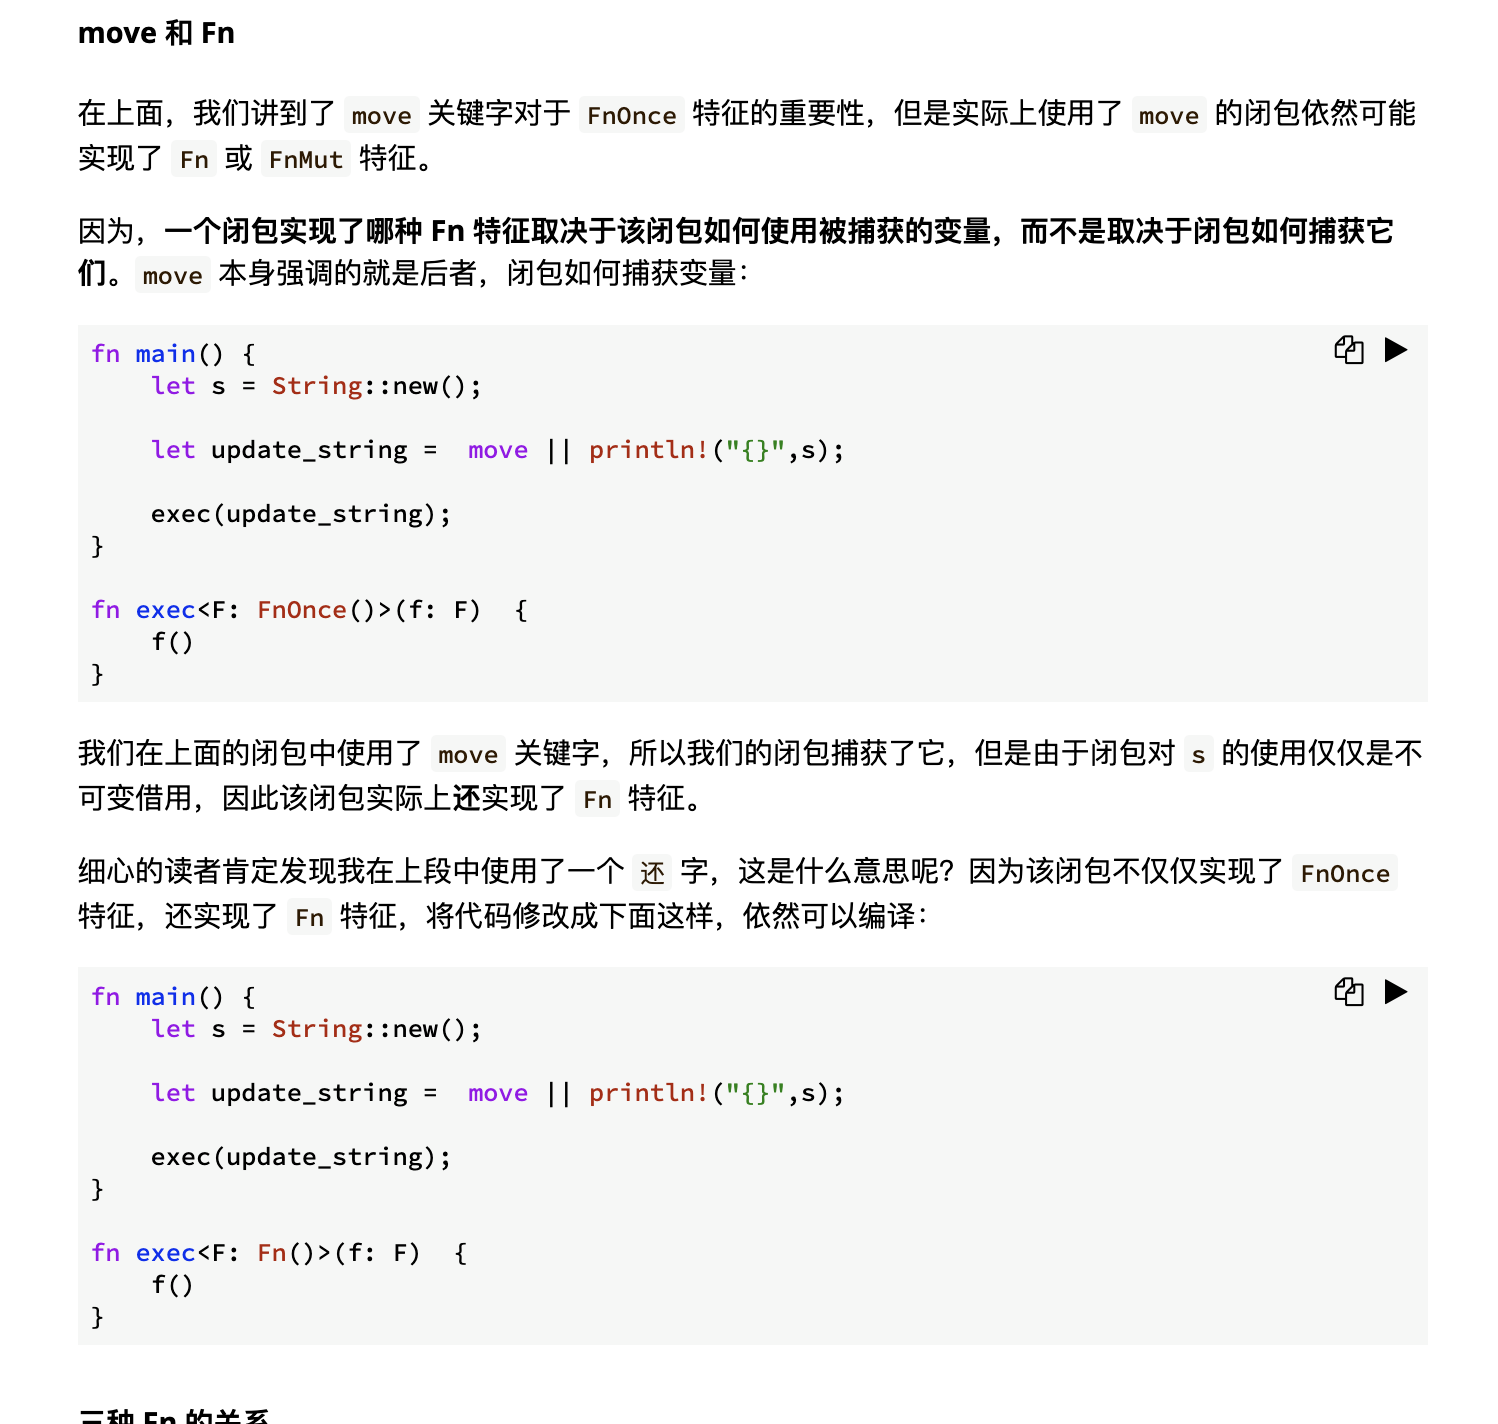 move 和 Fn
在上面，我们讲到了 move 关键字对于 FnOnce 特征的重要性，但是实际上使用了 move 的闭包依然可能
实现了 Fn 或 FnMut 特征。
因为，一个闭包实现了哪种 Fn 特征取决于该闭包如何使用被捕获的变量，而不是取决于闭包如何捕获它
们。move 本身强调的就是后者，闭包如何捕获变量：
fn main() {
    let s = String::new();
    let update_string =  move || println!("{}",s);
    exec(update_string);
}
fn exec<F: FnOnce()>(f: F)  {
    f()
}
我们在上面的闭包中使用了 move 关键字，所以我们的闭包捕获了它，但是由于闭包对 s 的使用仅仅是不
可变借用，因此该闭包实际上还实现了 Fn 特征。
细心的读者肯定发现我在上段中使用了一个 还 字，这是什么意思呢？因为该闭包不仅仅实现了 FnOnce
特征，还实现了 Fn 特征，将代码修改成下面这样，依然可以编译：
fn main() {
    let s = String::new();
    let update_string =  move || println!("{}",s);
    exec(update_string);
}
fn exec<F: Fn()>(f: F)  {
    f()
}
三种 Fn 的关系